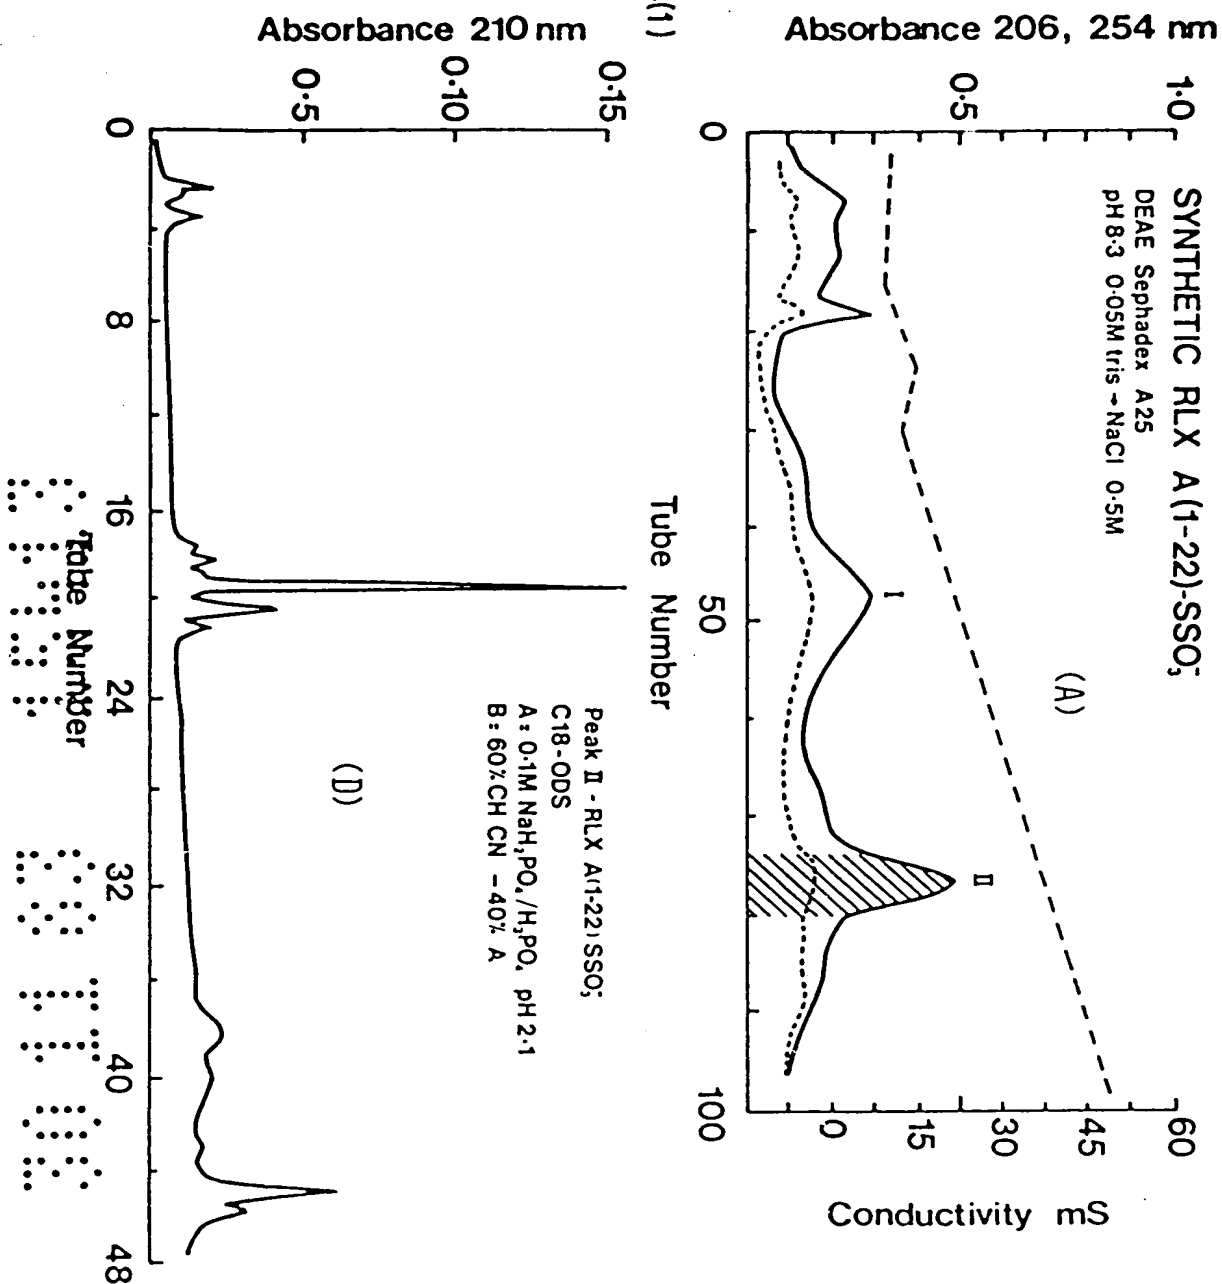 (1)
Absorbance 206, 254 nm
0·5
1·0
SYNTHETIC RLX A(1-22)-SSO₃⁻
DEAE Sephadex A25
pH 8·3 0·05M tris → NaCl 0·5M
(A)
I
II
0
50
100
Tube Number
0
15
30
45
60
Conductivity mS
Absorbance 210 nm
0·5
0·10
0·15
Peak II - RLX A(1-22) SSO₃⁻
C18-ODS
A: 0·1M NaH₂PO₄/H₃PO₄ pH 2·1
B: 60% CH CN - 40% A
(D)
0
8
16
24
32
40
48
Tube Number